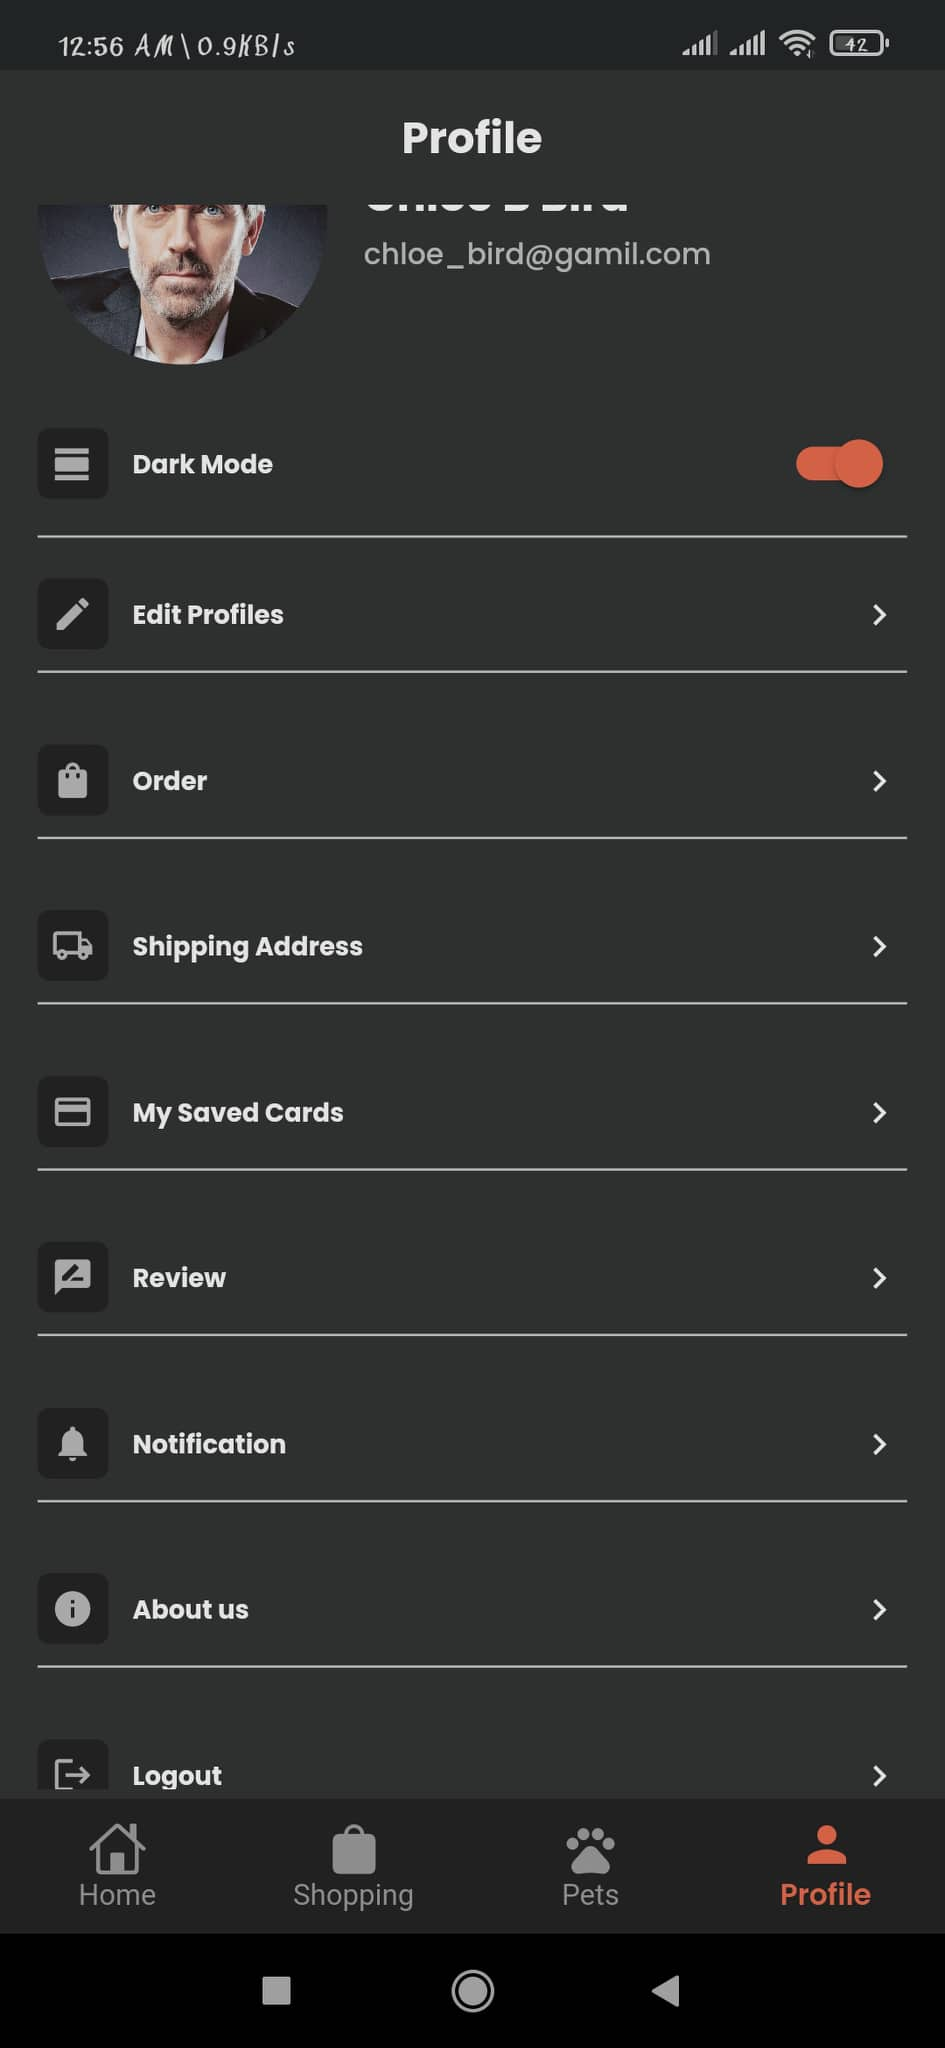 12:56 AM\0.9KB/s
42
Profile
chloe_bird@gamil.com
Dark Mode
Edit Profiles
Order
Shipping Address
My Saved Cards
Review
Notification
About us
Logout
Home
Shopping
Pets
Profile